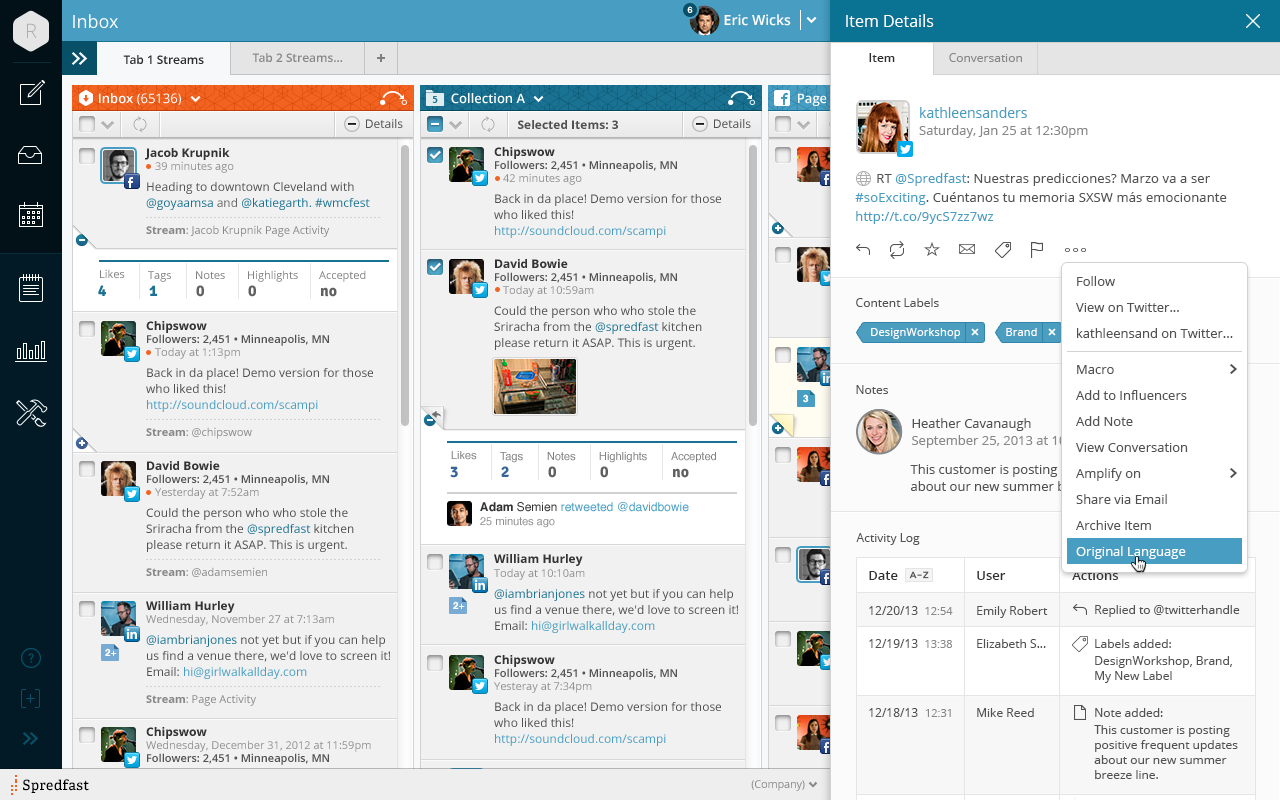 R
Inbox
6
Eric Wicks
Tab 1 Streams
Tab 2 Streams...
+
Inbox (65136)
Details
Jacob Krupnik
39 minutes ago
Heading to downtown Cleveland with
@goyaamsa and @katiegarth. #wmcfest
Stream: Jacob Krupnik Page Activity
Likes Tags Notes Highlights Accepted
4 1 0 0 no
Chipswow
Followers: 2,451 • Minneapolis, MN
Today at 1:13pm
Back in da place! Demo version for those
who liked this!
http://soundcloud.com/scampi
Stream: @chipswow
David Bowie
Followers: 2,451 • Minneapolis, MN
Yesterday at 7:52am
Could the person who who stole the
Sriracha from the @spredfast kitchen
please return it ASAP. This is urgent.
Stream: @adamsemien
William Hurley
Wednesday, November 27 at 7:13am
2+
@iambrianjones not yet but if you can help
us find a venue there, we'd love to screen it!
Email: hi@girlwalkallday.com
Stream: Page Activity
Chipswow
Wednesday, December 31, 2012 at 11:59pm
Followers: 2,451 • Minneapolis, MN
5
Collection A
Selected Items: 3
Details
Chipswow
Followers: 2,451 • Minneapolis, MN
42 minutes ago
Back in da place! Demo version for those
who liked this!
http://soundcloud.com/scampi
David Bowie
Followers: 2,451 • Minneapolis, MN
Today at 10:59am
Could the person who who stole the
Sriracha from the @spredfast kitchen
please return it ASAP. This is urgent.
Likes Tags Notes Highlights Accepted
3 2 0 0 no
Adam Semien retweeted @davidbowie
25 minutes ago
William Hurley
Today at 10:10am
2+
@iambrianjones not yet but if you can help
us find a venue there, we'd love to screen it!
Email: hi@girlwalkallday.com
Chipswow
Followers: 2,451 • Minneapolis, MN
Yesteray at 7:34pm
Back in da place! Demo version for those
who liked this!
http://soundcloud.com/scampi
Page
3
Item Details
Item
Conversation
kathleensanders
Saturday, Jan 25 at 12:30pm
RT @Spredfast: Nuestras predicciones? Marzo va a ser
#soExciting. Cuéntanos tu memoria SXSW más emocionante
http://t.co/9ycS7zz7wz
Follow
View on Twitter...
kathleensand on Twitter...
Macro
Add to Influencers
Add Note
View Conversation
Amplify on
Share via Email
Archive Item
Original Language
Content Labels
DesignWorkshop
Brand
Notes
Heather Cavanaugh
September 25, 2013 at 10
This customer is posting
about our new summer b
Activity Log
Date A-Z User Actions
12/20/13 12:54 Emily Robert Replied to @twitterhandle
12/19/13 13:38 Elizabeth S... Labels added:
DesignWorkshop, Brand,
My New Label
12/18/13 12:31 Mike Reed Note added:
This customer is posting
positive frequent updates
about our new summer
breeze line.
Spredfast
(Company)